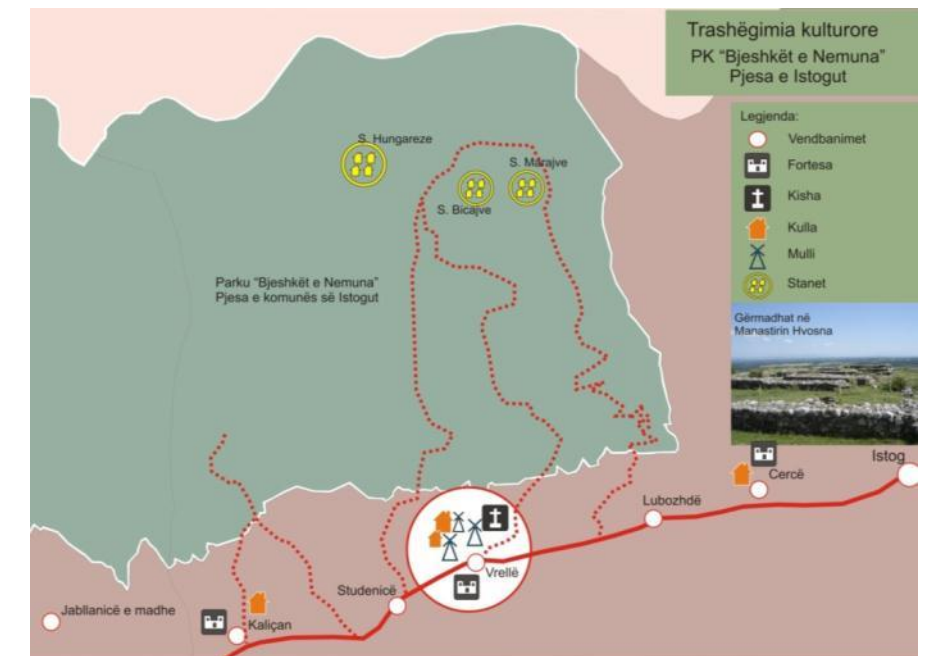 Trashëgimia kulturore
PK “Bjeshkët e Nemuna”
Pjesa e Istogut
Legjenda:
Vendbanimet
Fortesa
Kisha
Kulla
Mulli
Stanet
Gërmadhat në
Manastirin Hvosna
S. Hungareze
S. Marajve
S. Bicajve
Parku “Bjeshkët e Nemuna”
Pjesa e komunës së Istogut
Istog
Cercë
Lubozhdë
Vrellë
Studenicë
Jabllanicë e madhe
Kaliçan